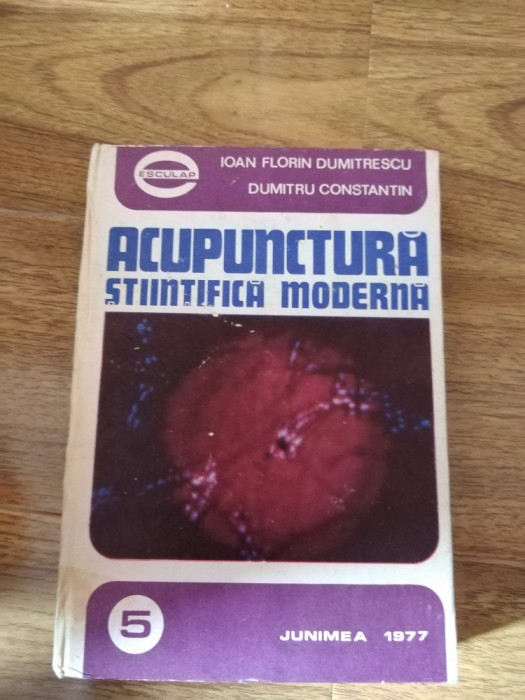 ESCULAP
IOAN FLORIN DUMITRESCU
DUMITRU CONSTANTIN
ACUPUNCTURĂ
ȘTIINȚIFICĂ MODERNĂ
5
JUNIMEA 1977